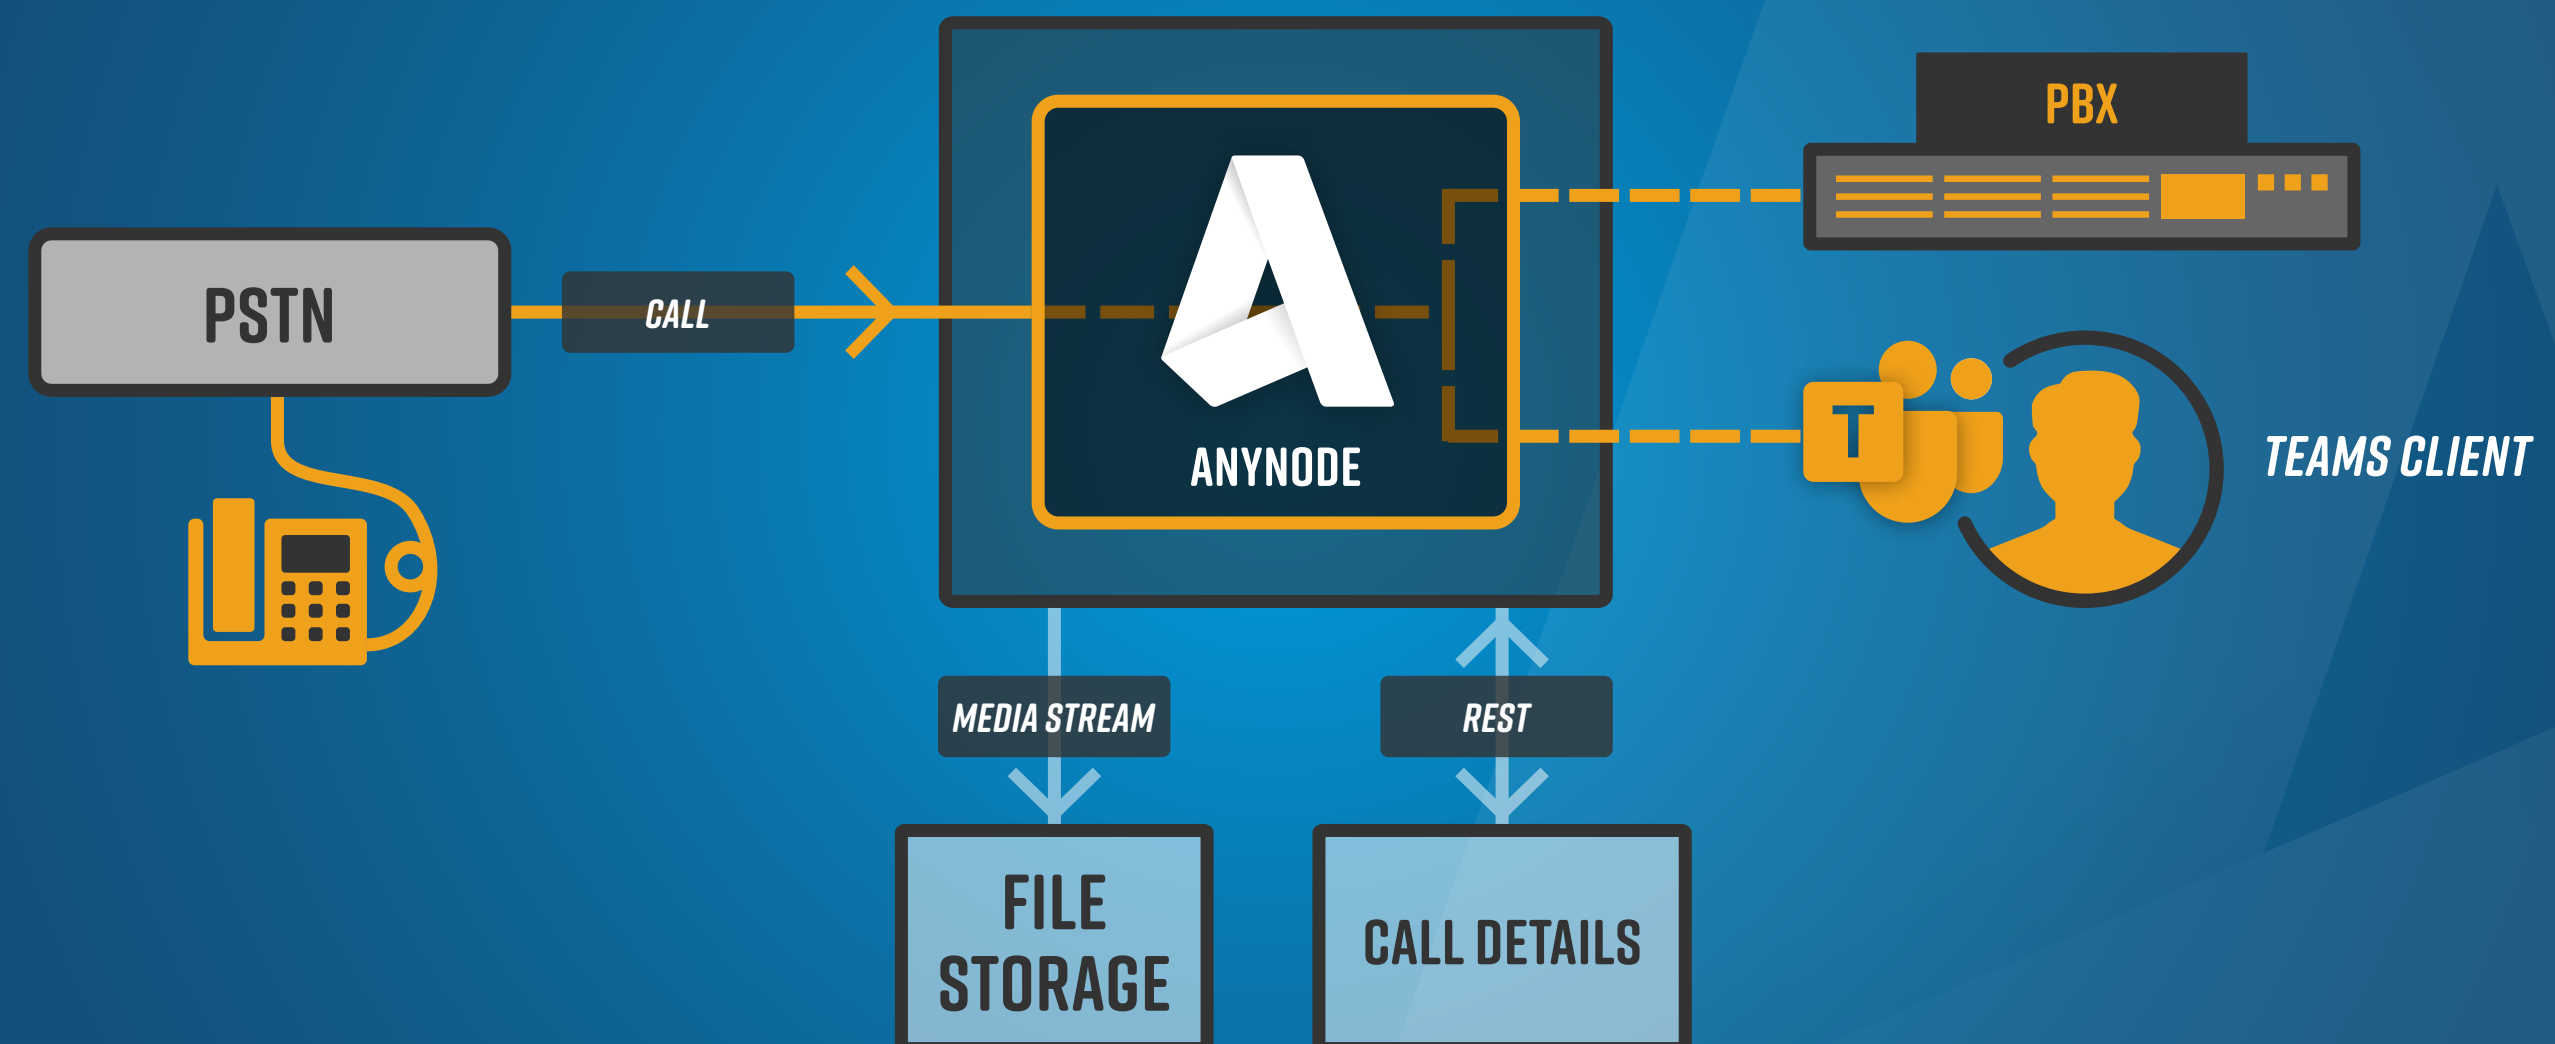 PBX
PSTN
CALL
ANYNODE
T
TEAMS CLIENT
MEDIA STREAM
REST
FILE
STORAGE
CALL DETAILS